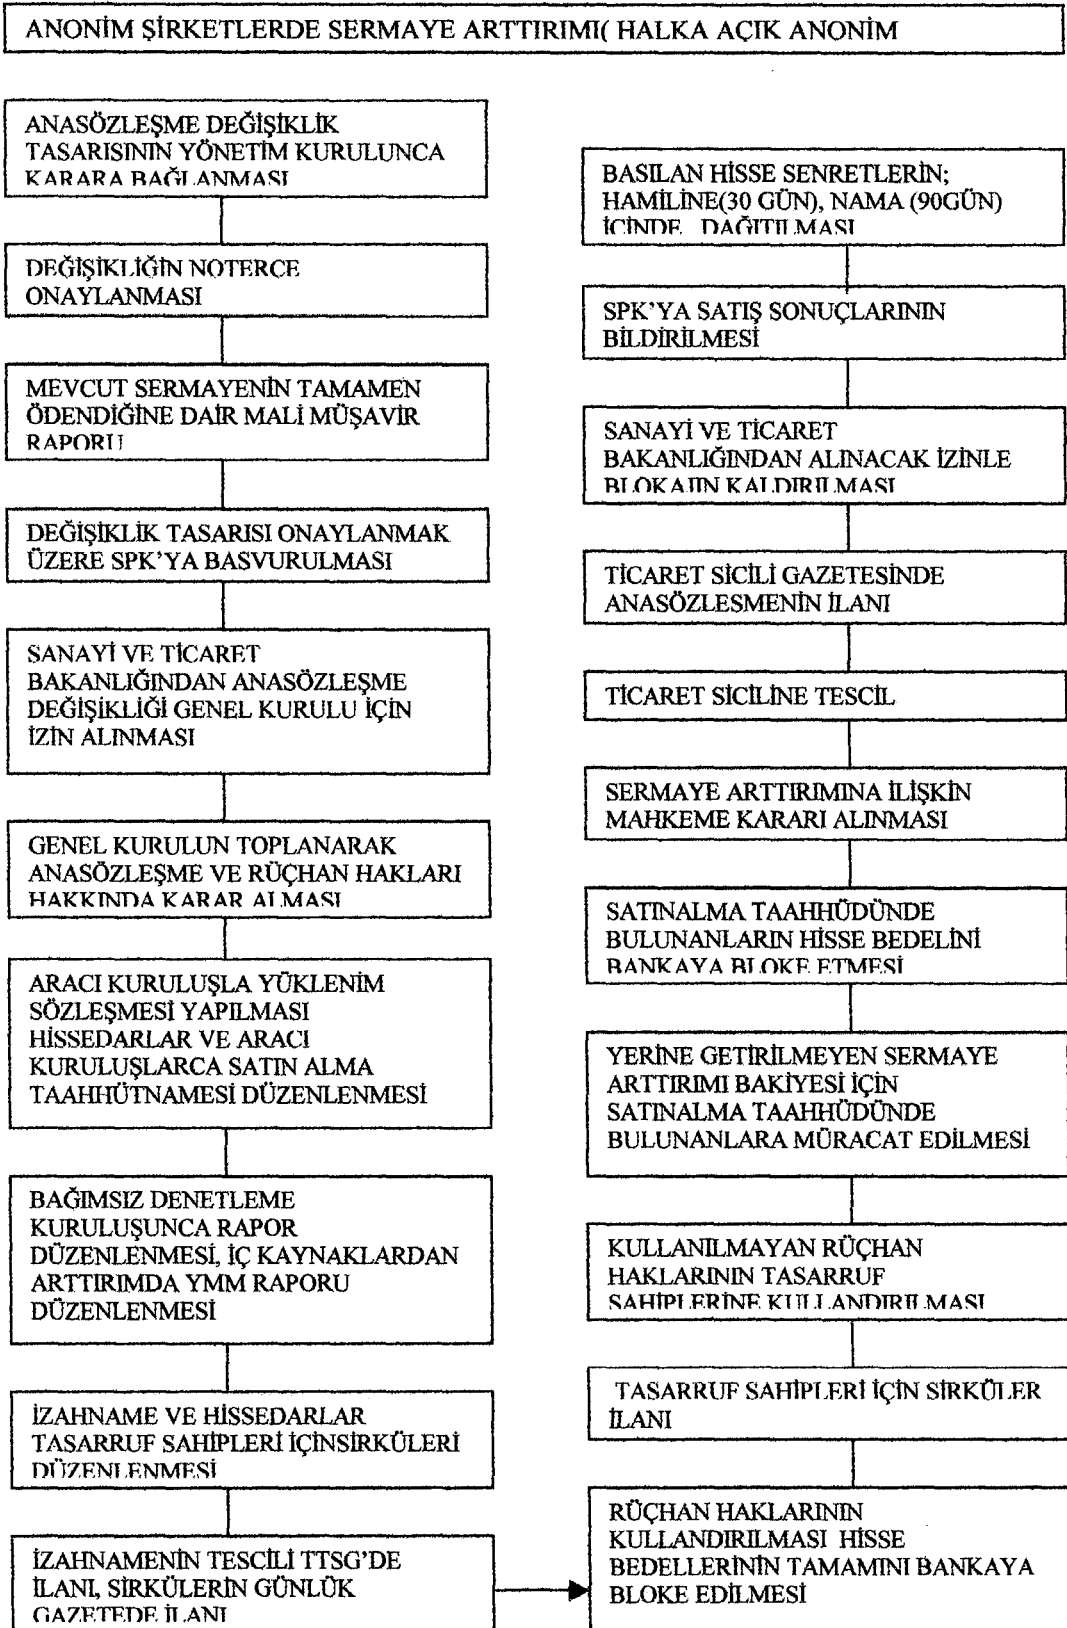 ANONİM ŞİRKETLERDE SERMAYE ARTTIRIMI( HALKA AÇIK ANONİM
ANASÖZLEŞME DEĞİŞİKLİK
TASARISININ YÖNETİM KURULUNCA
KARARA BAĞLANMASI
DEĞİŞİKLİĞİN NOTERCE
ONAYLANMASI
MEVCUT SERMAYENİN TAMAMEN
ÖDENDİĞİNE DAİR MALİ MÜŞAVİR
RAPORU
DEĞİŞİKLİK TASARISI ONAYLANMAK
ÜZERE SPK'YA BASVURULMASI
SANAYİ VE TİCARET
BAKANLIĞINDAN ANASÖZLEŞME
DEĞİŞİKLİĞİ GENEL KURULU İÇİN
İZİN ALINMASI
GENEL KURULUN TOPLANARAK
ANASÖZLEŞME VE RÜÇHAN HAKLARI
HAKKINDA KARAR ALMASI
ARACI KURULUŞLA YÜKLENİM
SÖZLEŞMESİ YAPILMASI
HİSSEDARLAR VE ARACI
KURULUŞLARCA SATIN ALMA
TAAHHÜTNAMESİ DÜZENLENMESİ
BAĞIMSIZ DENETLEME
KURULUŞUNCA RAPOR
DÜZENLENMESİ, İÇ KAYNAKLARDAN
ARTTIRIMDA YMM RAPORU
DÜZENLENMESİ
İZAHNAME VE HİSSEDARLAR
TASARRUF SAHİPLERİ İÇİNSİRKÜLERİ
DÜZENLENMESİ
İZAHNAMENİN TESCİLİ TTSG'DE
İLANI, SİRKÜLERİN GÜNLÜK
GAZETEDE İLANI
BASILAN HİSSE SENRETLERİN;
HAMİLİNE(30 GÜN), NAMA (90GÜN)
İÇİNDE DAĞITILMASI
SPK'YA SATIŞ SONUÇLARININ
BİLDİRİLMESİ
SANAYİ VE TİCARET
BAKANLIĞINDAN ALINACAK İZİNLE
BLOKAJIN KALDIRILMASI
TİCARET SİCİLİ GAZETESİNDE
ANASÖZLESMENİN İLANI
TİCARET SİCİLİNE TESCİL
SERMAYE ARTTIRIMINA İLİŞKİN
MAHKEME KARARI ALINMASI
SATINALMA TAAHHÜDÜNDE
BULUNANLARIN HİSSE BEDELİNİ
BANKAYA BLOKE ETMESİ
YERİNE GETİRİLMEYEN SERMAYE
ARTTIRIMI BAKİYESİ İÇİN
SATINALMA TAAHHÜDÜNDE
BULUNANLARA MÜRACAT EDİLMESİ
KULLANILMAYAN RÜÇHAN
HAKLARININ TASARRUF
SAHİPLERİNE KULLANDIRILMASI
TASARRUF SAHİPLERİ İÇİN SİRKÜLER
İLANI
RÜÇHAN HAKLARININ
KULLANDIRILMASI HİSSE
BEDELLERİNİN TAMAMINI BANKAYA
BLOKE EDİLMESİ